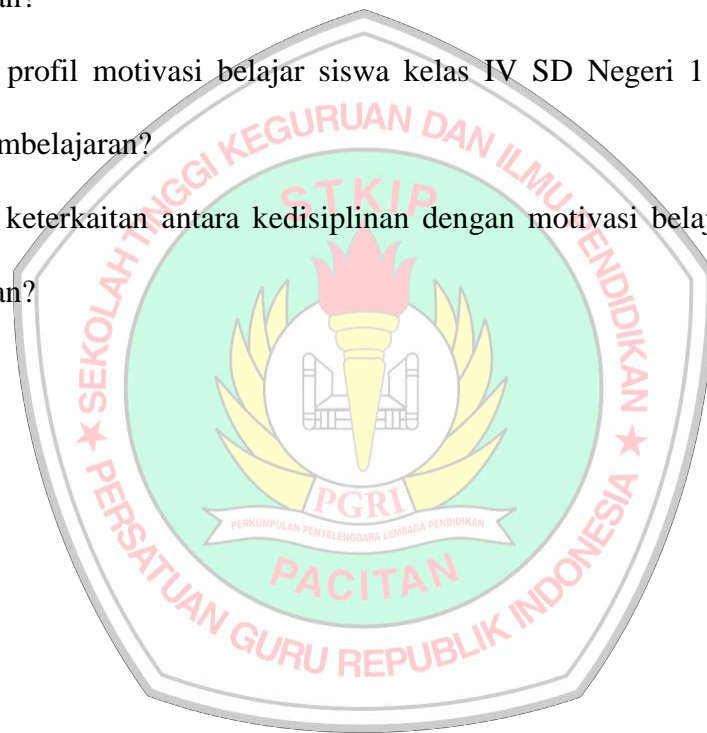 an?
profil motivasi belajar siswa kelas IV SD Negeri 1
mbelajaran?
keterkaitan antara kedisiplinan dengan motivasi belaj
an?
SEKOLAH TINGGI KEGURUAN DAN ILMU PENDIDIKAN
STKIP
PGRI
PERKUMPULAN PENYELENGGARA LEMBAGA PENDIDIKAN
PACITAN
★ PERSATUAN GURU REPUBLIK INDONESIA ★